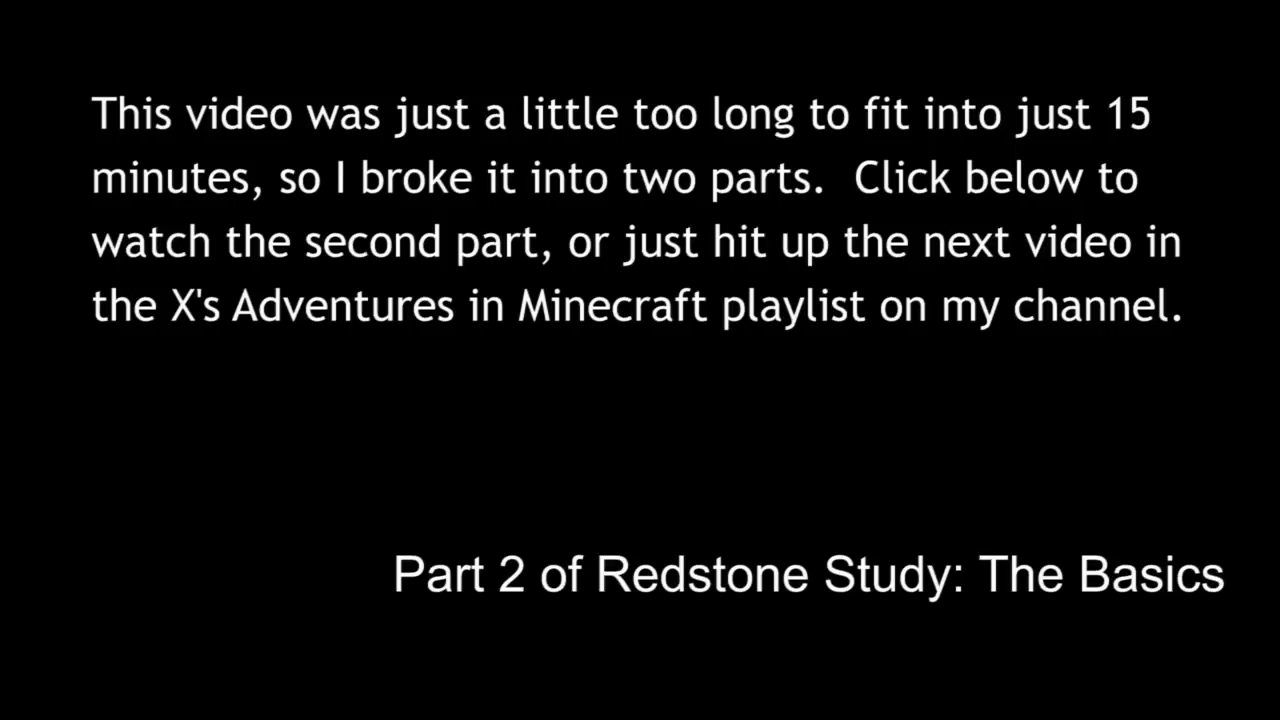 This video was just a little too long to fit into just 15
minutes, so I broke it into two parts.  Click below to
watch the second part, or just hit up the next video in
the X's Adventures in Minecraft playlist on my channel.
Part 2 of Redstone Study: The Basics